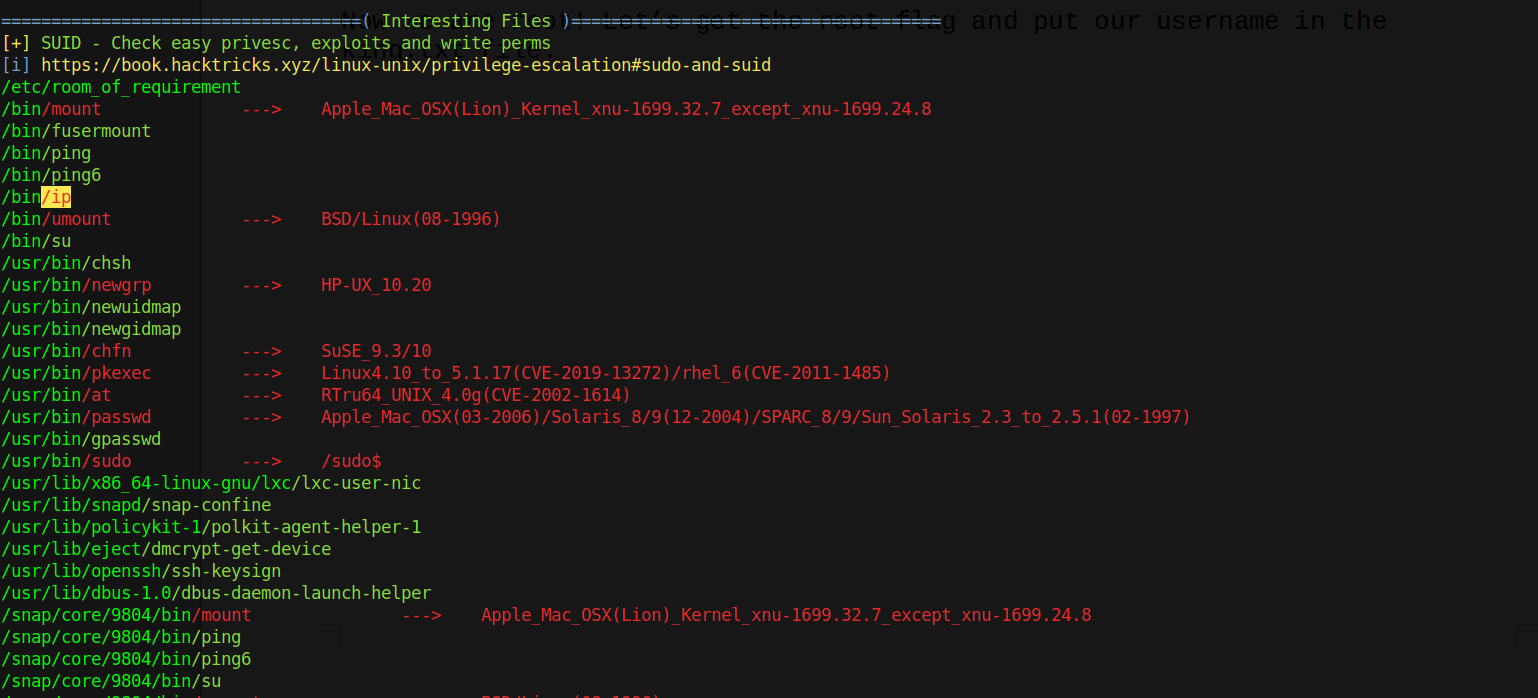 ====================================( Interesting Files )=====================================
[+] SUID - Check easy privesc, exploits and write perms
[i] https://book.hacktricks.xyz/linux-unix/privilege-escalation#sudo-and-suid
/etc/room_of_requirement
/bin/mount              --->    Apple_Mac_OSX(Lion)_Kernel_xnu-1699.32.7_except_xnu-1699.24.8
/bin/fusermount
/bin/ping
/bin/ping6
/bin/ip
/bin/umount             --->    BSD/Linux(08-1996)
/bin/su
/usr/bin/chsh
/usr/bin/newgrp         --->    HP-UX_10.20
/usr/bin/newuidmap
/usr/bin/newgidmap
/usr/bin/chfn           --->    SuSE_9.3/10
/usr/bin/pkexec         --->    Linux4.10_to_5.1.17(CVE-2019-13272)/rhel_6(CVE-2011-1485)
/usr/bin/at             --->    RTru64_UNIX_4.0g(CVE-2002-1614)
/usr/bin/passwd         --->    Apple_Mac_OSX(03-2006)/Solaris_8/9(12-2004)/SPARC_8/9/Sun_Solaris_2.3_to_2.5.1(02-1997)
/usr/bin/gpasswd
/usr/bin/sudo           --->    /sudo$
/usr/lib/x86_64-linux-gnu/lxc/lxc-user-nic
/usr/lib/snapd/snap-confine
/usr/lib/policykit-1/polkit-agent-helper-1
/usr/lib/eject/dmcrypt-get-device
/usr/lib/openssh/ssh-keysign
/usr/lib/dbus-1.0/dbus-daemon-launch-helper
/snap/core/9804/bin/mount               --->    Apple_Mac_OSX(Lion)_Kernel_xnu-1699.32.7_except_xnu-1699.24.8
/snap/core/9804/bin/ping
/snap/core/9804/bin/ping6
/snap/core/9804/bin/su
and put our username in the